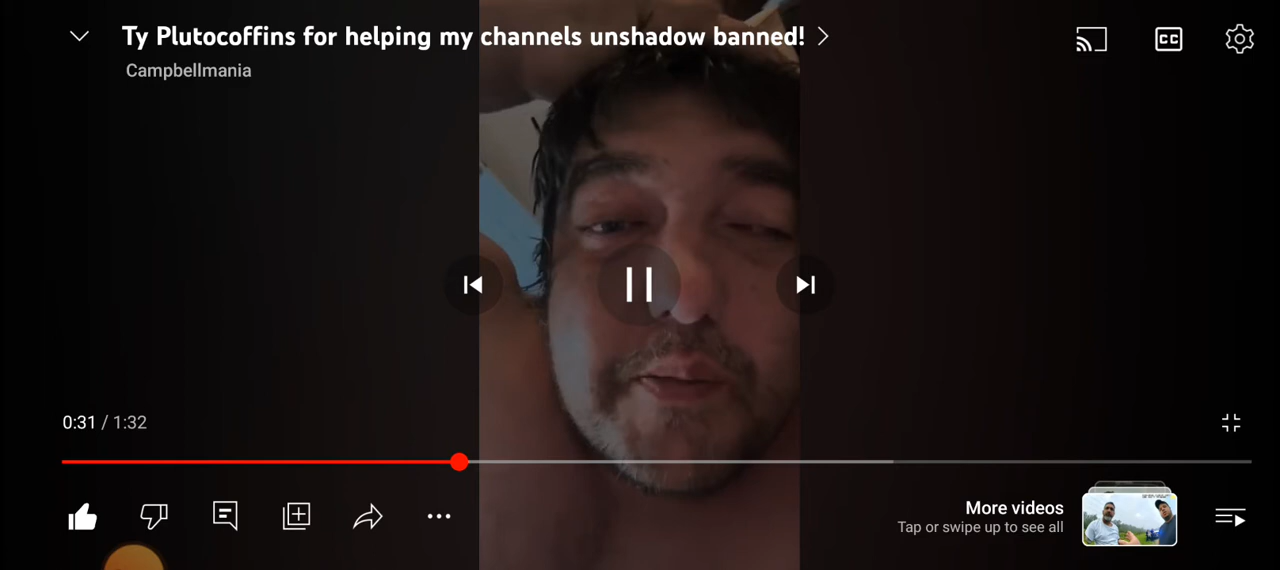 Ty Plutocoffins for helping my channels unshadow banned!
Campbellmania
CC
0:31 / 1:32
More videos
Tap or swipe up to see all